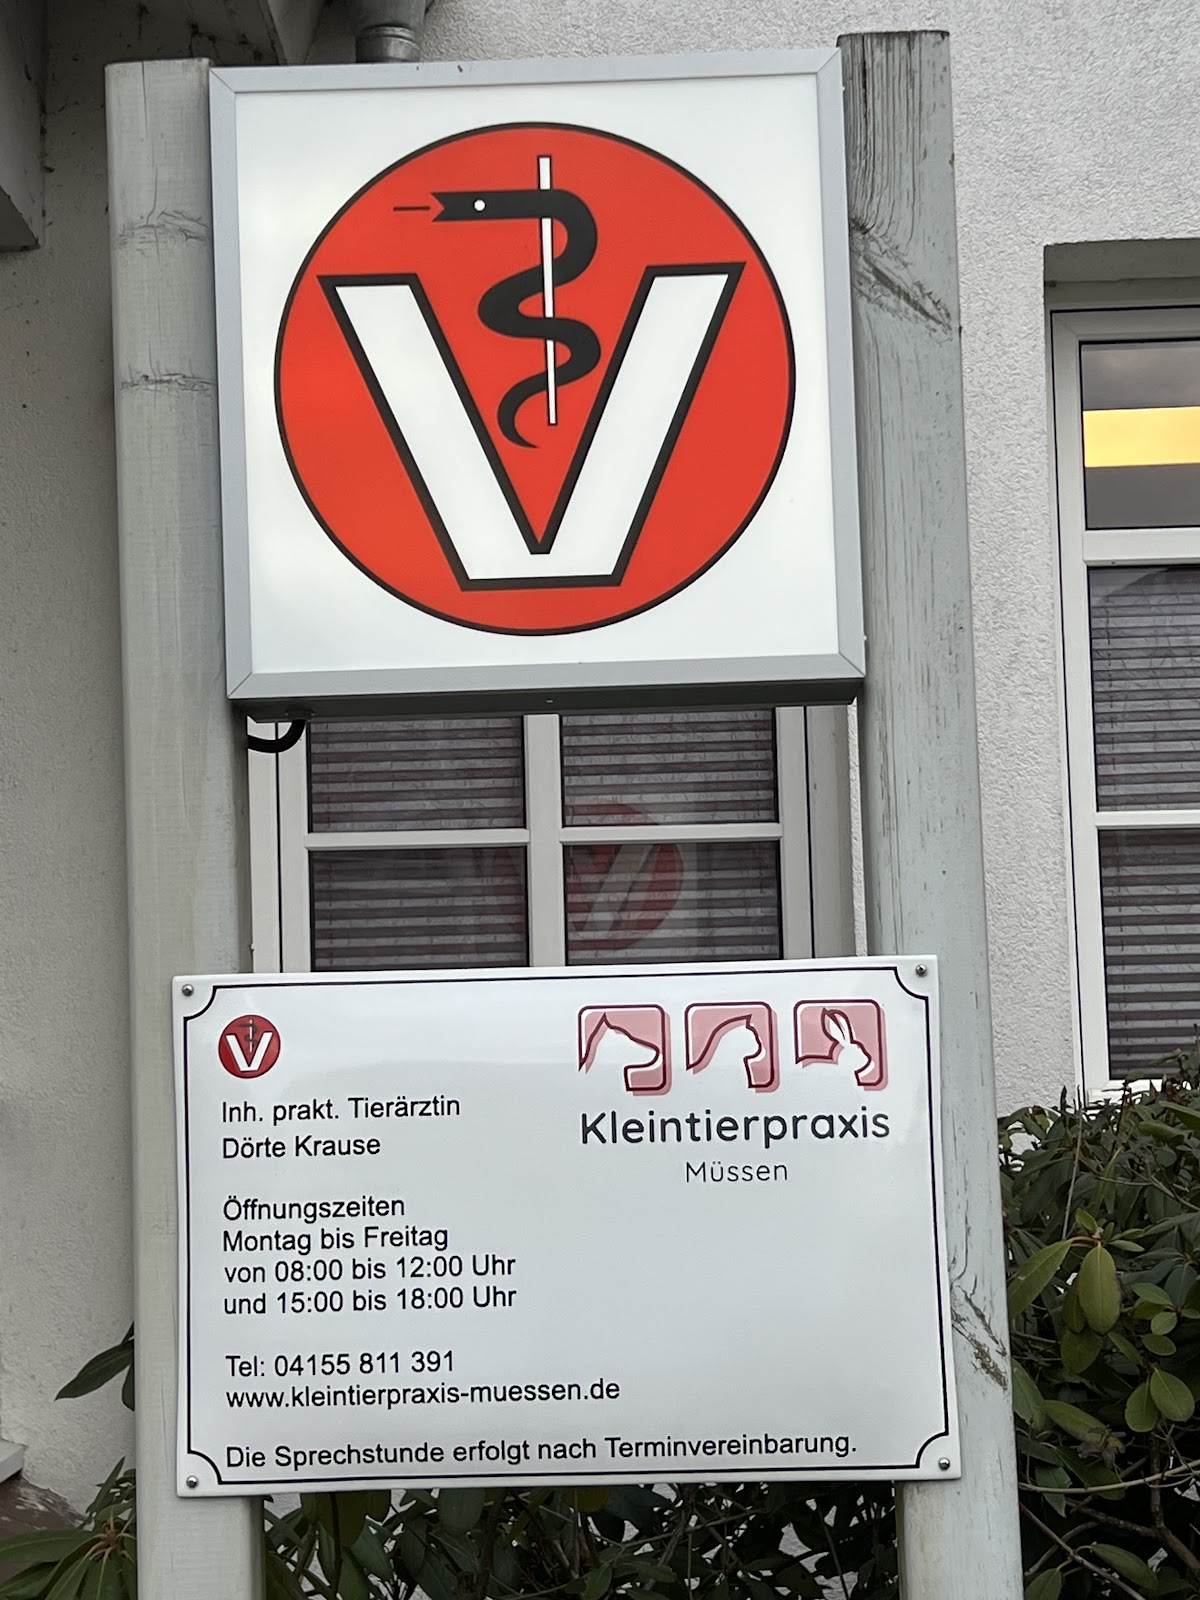 V
V
Inh. prakt. Tierärztin
Dörte Krause
Kleintierpraxis
Müssen
Öffnungszeiten
Montag bis Freitag
von 08:00 bis 12:00 Uhr
und 15:00 bis 18:00 Uhr
Tel: 04155 811 391
www.kleintierpraxis-muessen.de
Die Sprechstunde erfolgt nach Terminvereinbarung.